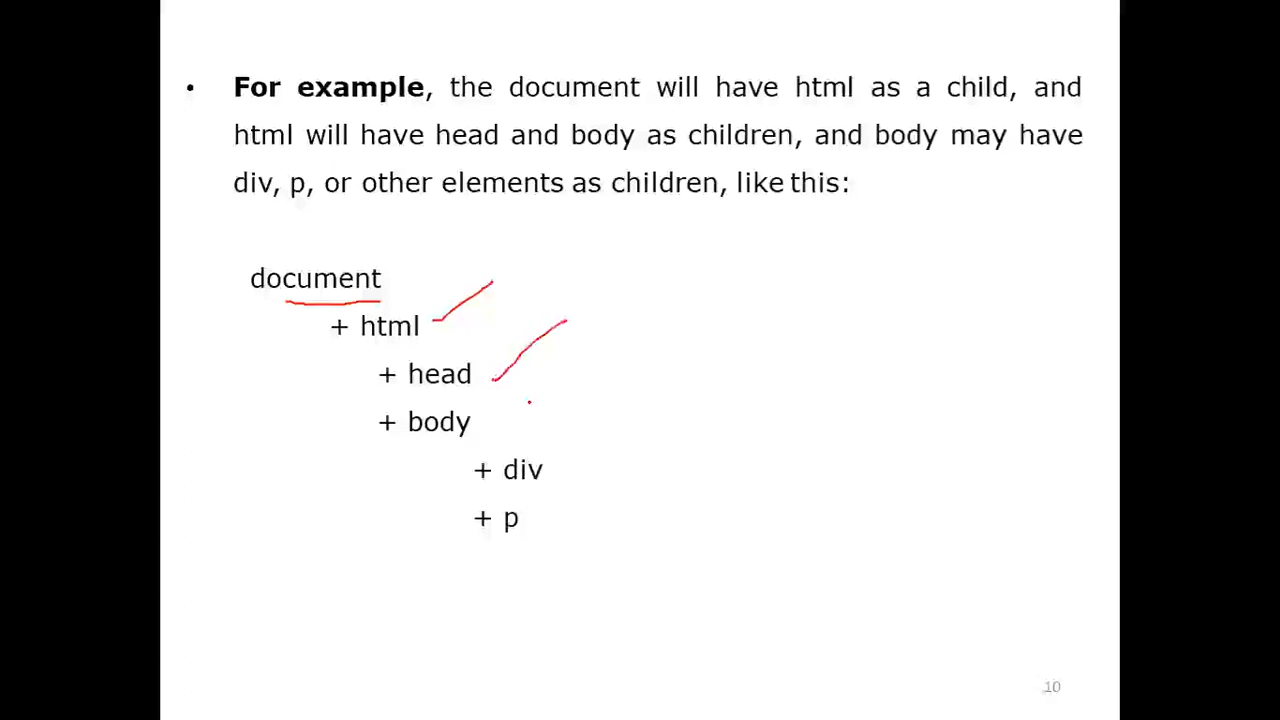 • For example, the document will have html as a child, and
html will have head and body as children, and body may have
div, p, or other elements as children, like this:
document
+ html
+ head
+ body
+ div
+ p
10